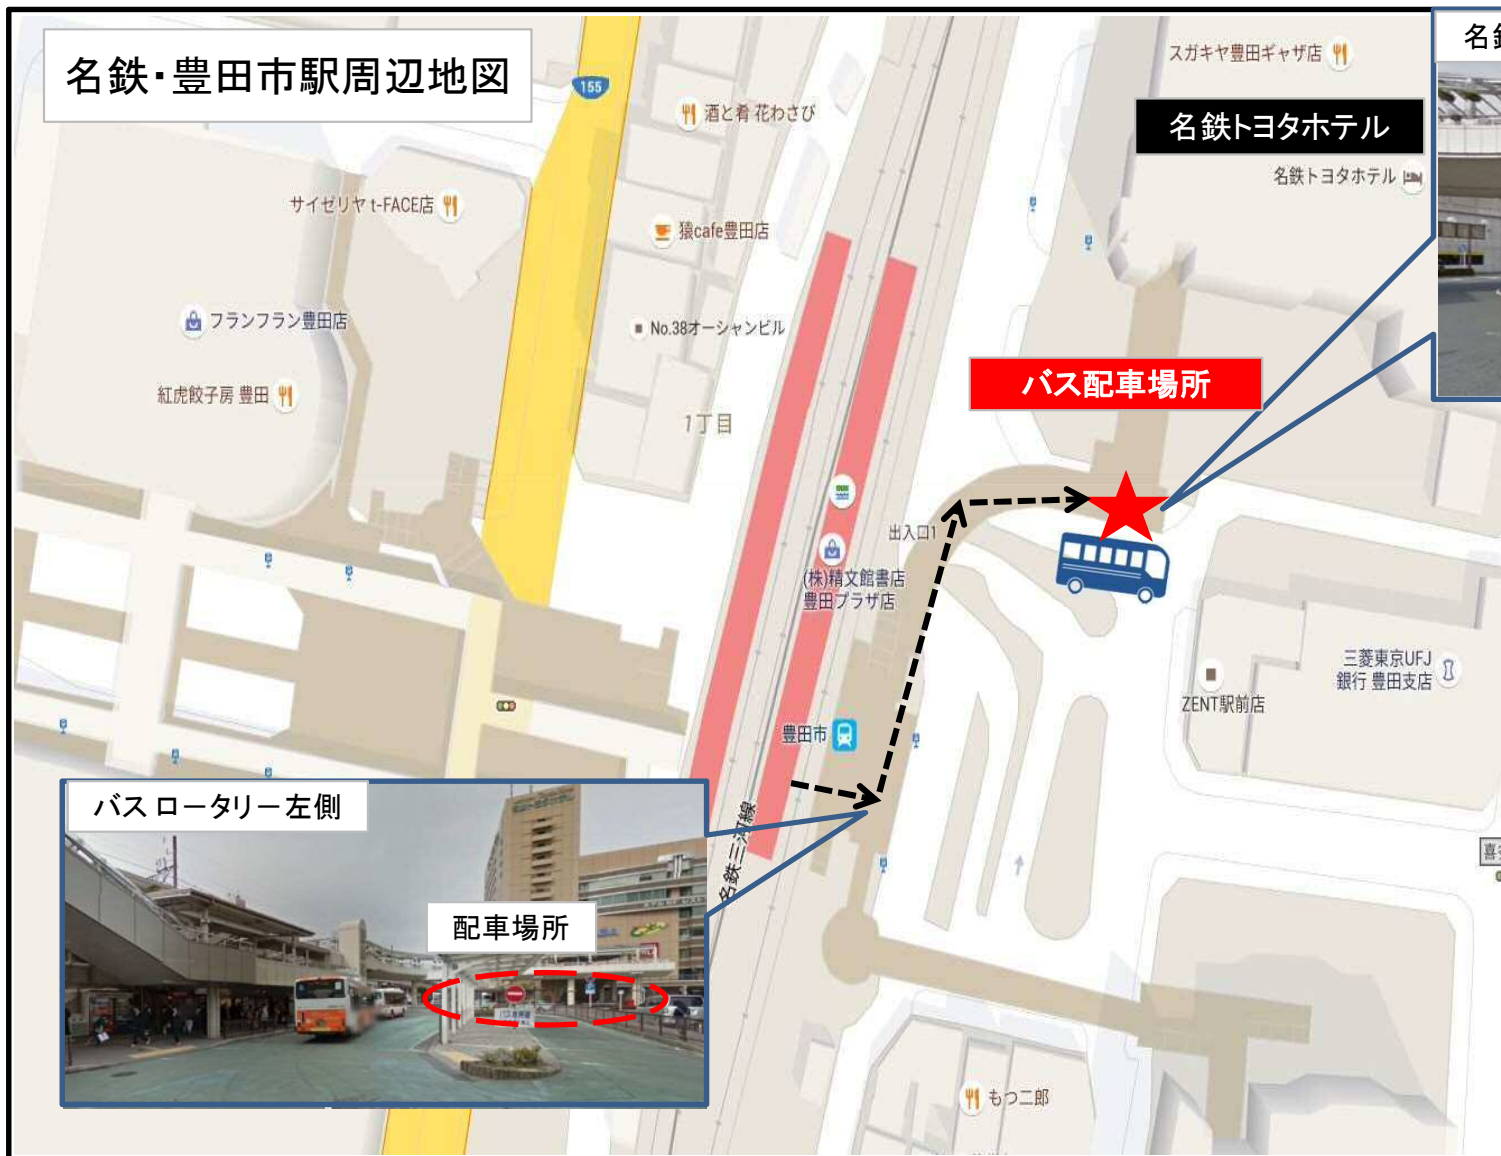 名鉄・豊田市駅周辺地図
155
スガキヤ豊田ギャザ店
名鉄
酒と肴 花わさび
名鉄トヨタホテル
名鉄トヨタホテル
サイゼリヤ t-FACE店
猿cafe豊田店
フランフラン豊田店
No.38オーシャンビル
紅虎餃子房 豊田
バス配車場所
1丁目
出入口1
(株)精文館書店
豊田プラザ店
三菱東京UFJ
銀行 豊田支店
ZENT駅前店
豊田市
名鉄三河線
バスロータリー左側
配車場所
もつ二郎